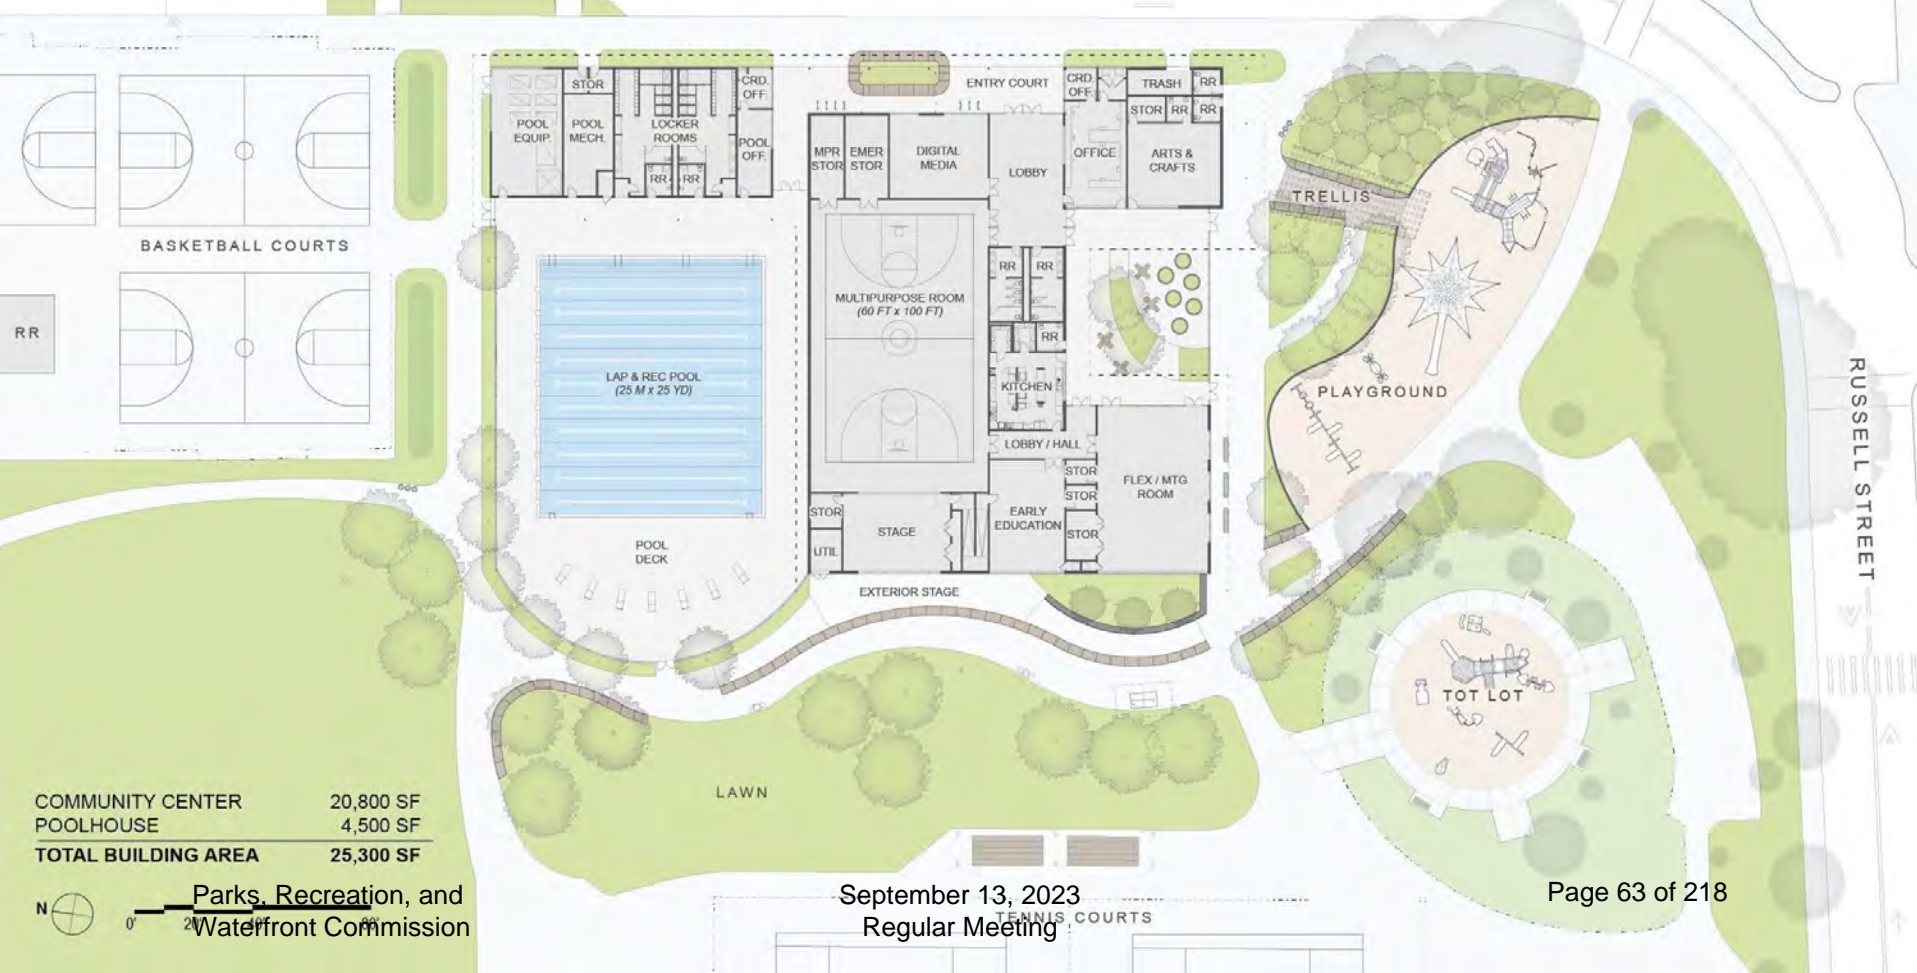 CRD.
OFF.
ENTRY COURT
CRD.
OFF.
TRASH
RR
STOR
STOR
RR
RR
POOL
EQUIP.
POOL
MECH.
LOCKER
ROOMS
POOL
OFF.
RR
RR
MPR
STOR
EMER
STOR
DIGITAL
MEDIA
LOBBY
OFFICE
ARTS &
CRAFTS
TRELLIS
BASKETBALL COURTS
RR
RR
RR
MULTIPURPOSE ROOM
(60 FT x 100 FT)
RR
LAP & REC POOL
(25 M x 25 YD)
KITCHEN
PLAYGROUND
RUSSELL STREET
LOBBY / HALL
STOR
STOR
STOR
FLEX / MTG
ROOM
EARLY
EDUCATION
STOR
UTIL
STAGE
POOL
DECK
EXTERIOR STAGE
TOT LOT
LAWN
COMMUNITY CENTER 20,800 SF
POOLHOUSE 4,500 SF
TOTAL BUILDING AREA 25,300 SF
N
0' 20' 40' 80'
Parks, Recreation, and
Waterfront Commission
September 13, 2023
Regular Meeting
Page 63 of 218
TENNIS COURTS